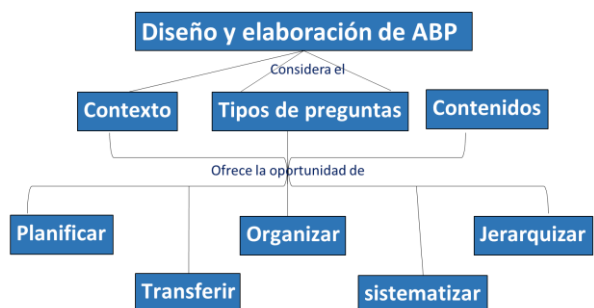 Diseño y elaboración de ABP
Considera el
Contexto
Tipos de preguntas
Contenidos
Ofrece la oportunidad de
Planificar
Organizar
Jerarquizar
Transferir
sistematizar